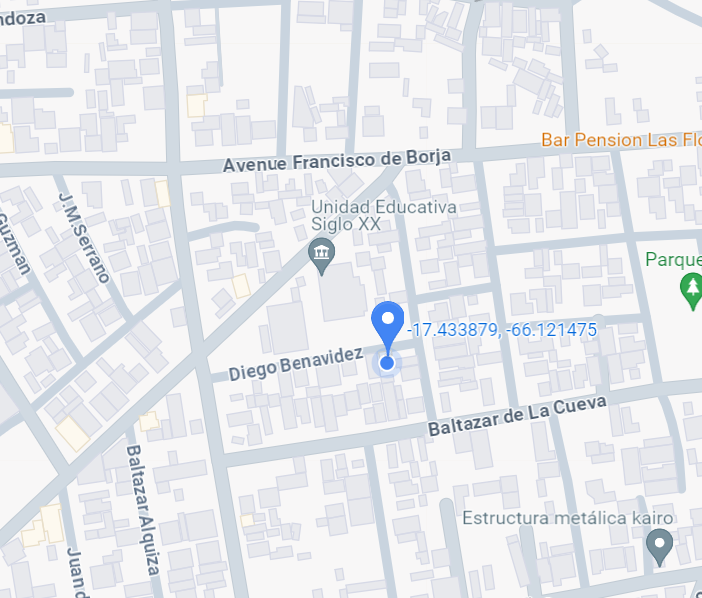 ndoza
Bar Pension Las Flo
Avenue Francisco de Borja
J.M.Serrano
Guzman
Unidad Educativa
Siglo XX
Parque
-17.433879, -66.121475
Diego Benavidez
Baltazar de La Cueva
Baltazar Alquiza
Estructura metálica kairo
Juand